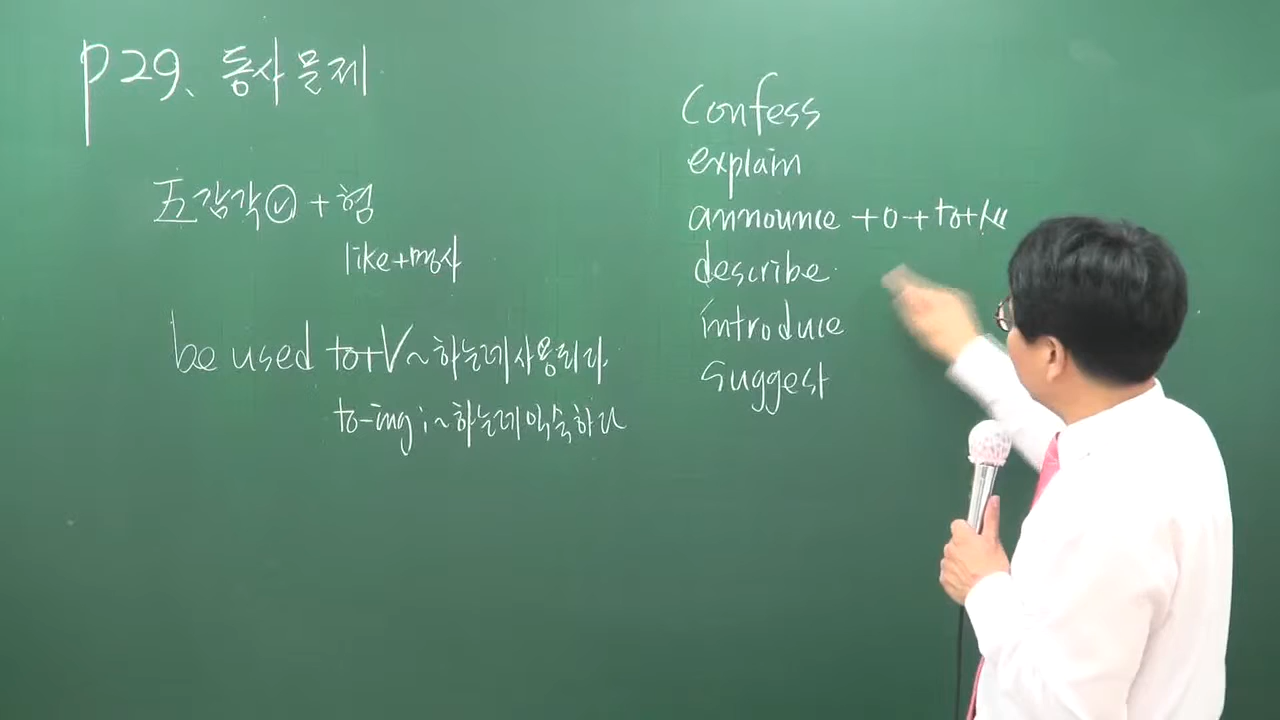 p29. 동사 문제
五감각ⓥ + 형
like+명사
be used to+V ~하는데 사용되다
to-ing ; ~하는데 익숙하다
Confess
explain
announce + o + to+사람
describe
introduce
suggest